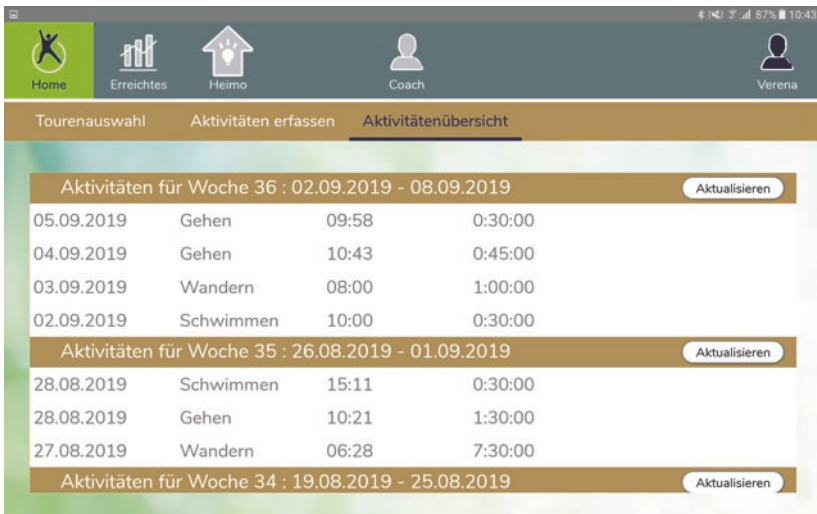 87% 10:43
Home Erreichtes Heimo Coach Verena
Tourenauswahl Aktivitäten erfassen Aktivitätenübersicht
Aktivitäten für Woche 36 : 02.09.2019 - 08.09.2019 Aktualisieren
05.09.2019 Gehen 09:58 0:30:00
04.09.2019 Gehen 10:43 0:45:00
03.09.2019 Wandern 08:00 1:00:00
02.09.2019 Schwimmen 10:00 0:30:00
Aktivitäten für Woche 35 : 26.08.2019 - 01.09.2019 Aktualisieren
28.08.2019 Schwimmen 15:11 0:30:00
28.08.2019 Gehen 10:21 1:30:00
27.08.2019 Wandern 06:28 7:30:00
Aktivitäten für Woche 34 : 19.08.2019 - 25.08.2019 Aktualisieren